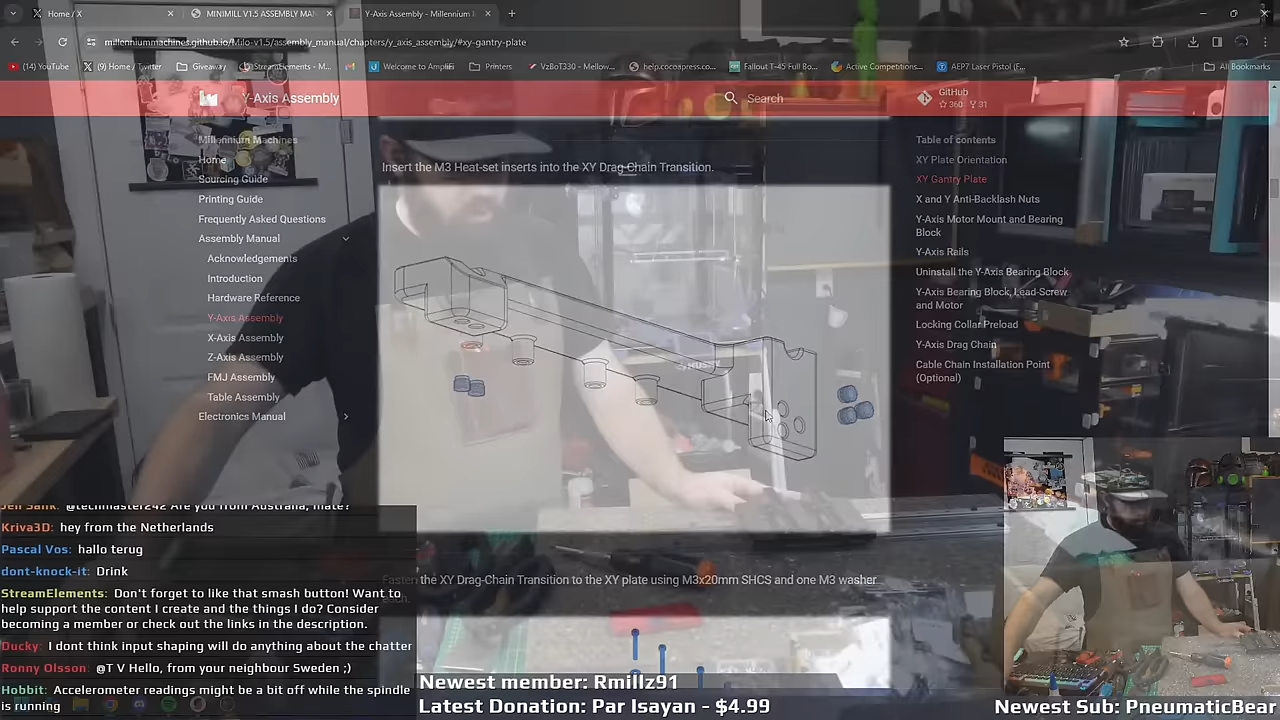 Home / X
MINIMILL V1.5 ASSEMBLY MAN
Y-Axis Assembly - Millennium
millenniummachines.github.io/Milo-v1.5/assembly_manual/chapters/y_axis_assembly/#xy-gantry-plate
(14) YouTube
(9) Home / Twitter
Giveaway
StreamElements - M...
Welcome to Amplifi
Printers
VzBoT330 - Mellow...
help.cocoapress.co...
Fallout T-45 Full Bo...
Active Competitions...
AEP7 Laser Pistol (F...
All Bookmarks
Y-Axis Assembly
Search
GitHub
360 31
Millennium Machines
Home
Sourcing Guide
Printing Guide
Frequently Asked Questions
Assembly Manual
Acknowledgements
Introduction
Hardware Reference
Y-Axis Assembly
X-Axis Assembly
Z-Axis Assembly
FMJ Assembly
Table Assembly
Electronics Manual
Insert the M3 Heat-set inserts into the XY Drag-Chain Transition.
Fasten the XY Drag-Chain Transition to the XY plate using M3x20mm SHCS and one M3 washer
each.
Table of contents
XY Plate Orientation
XY Gantry Plate
X and Y Anti-Backlash Nuts
Y-Axis Motor Mount and Bearing
Block
Y-Axis Rails
Uninstall the Y-Axis Bearing Block
Y-Axis Bearing Block, Lead-Screw
and Motor
Locking Collar Preload
Y-Axis Drag Chain
Cable Chain Installation Point
(Optional)
@techmaster242 Are you from Australia, mate?
Kriva3D: hey from the Netherlands
Pascal Vos: hallo terug
dont-knock-it: Drink
StreamElements: Don't forget to like that smash button! Want to
help support the content I create and the things I do? Consider
becoming a member or check out the links in the description.
Ducky: I dont think input shaping will do anything about the chatter
Ronny Olsson: @T V Hello, from your neighbour Sweden ;)
Hobbit: Accelerometer readings might be a bit off while the spindle
is running
Newest member: Rmillz91
Latest Donation: Par Isayan - $4.99
Newest Sub: PneumaticBear